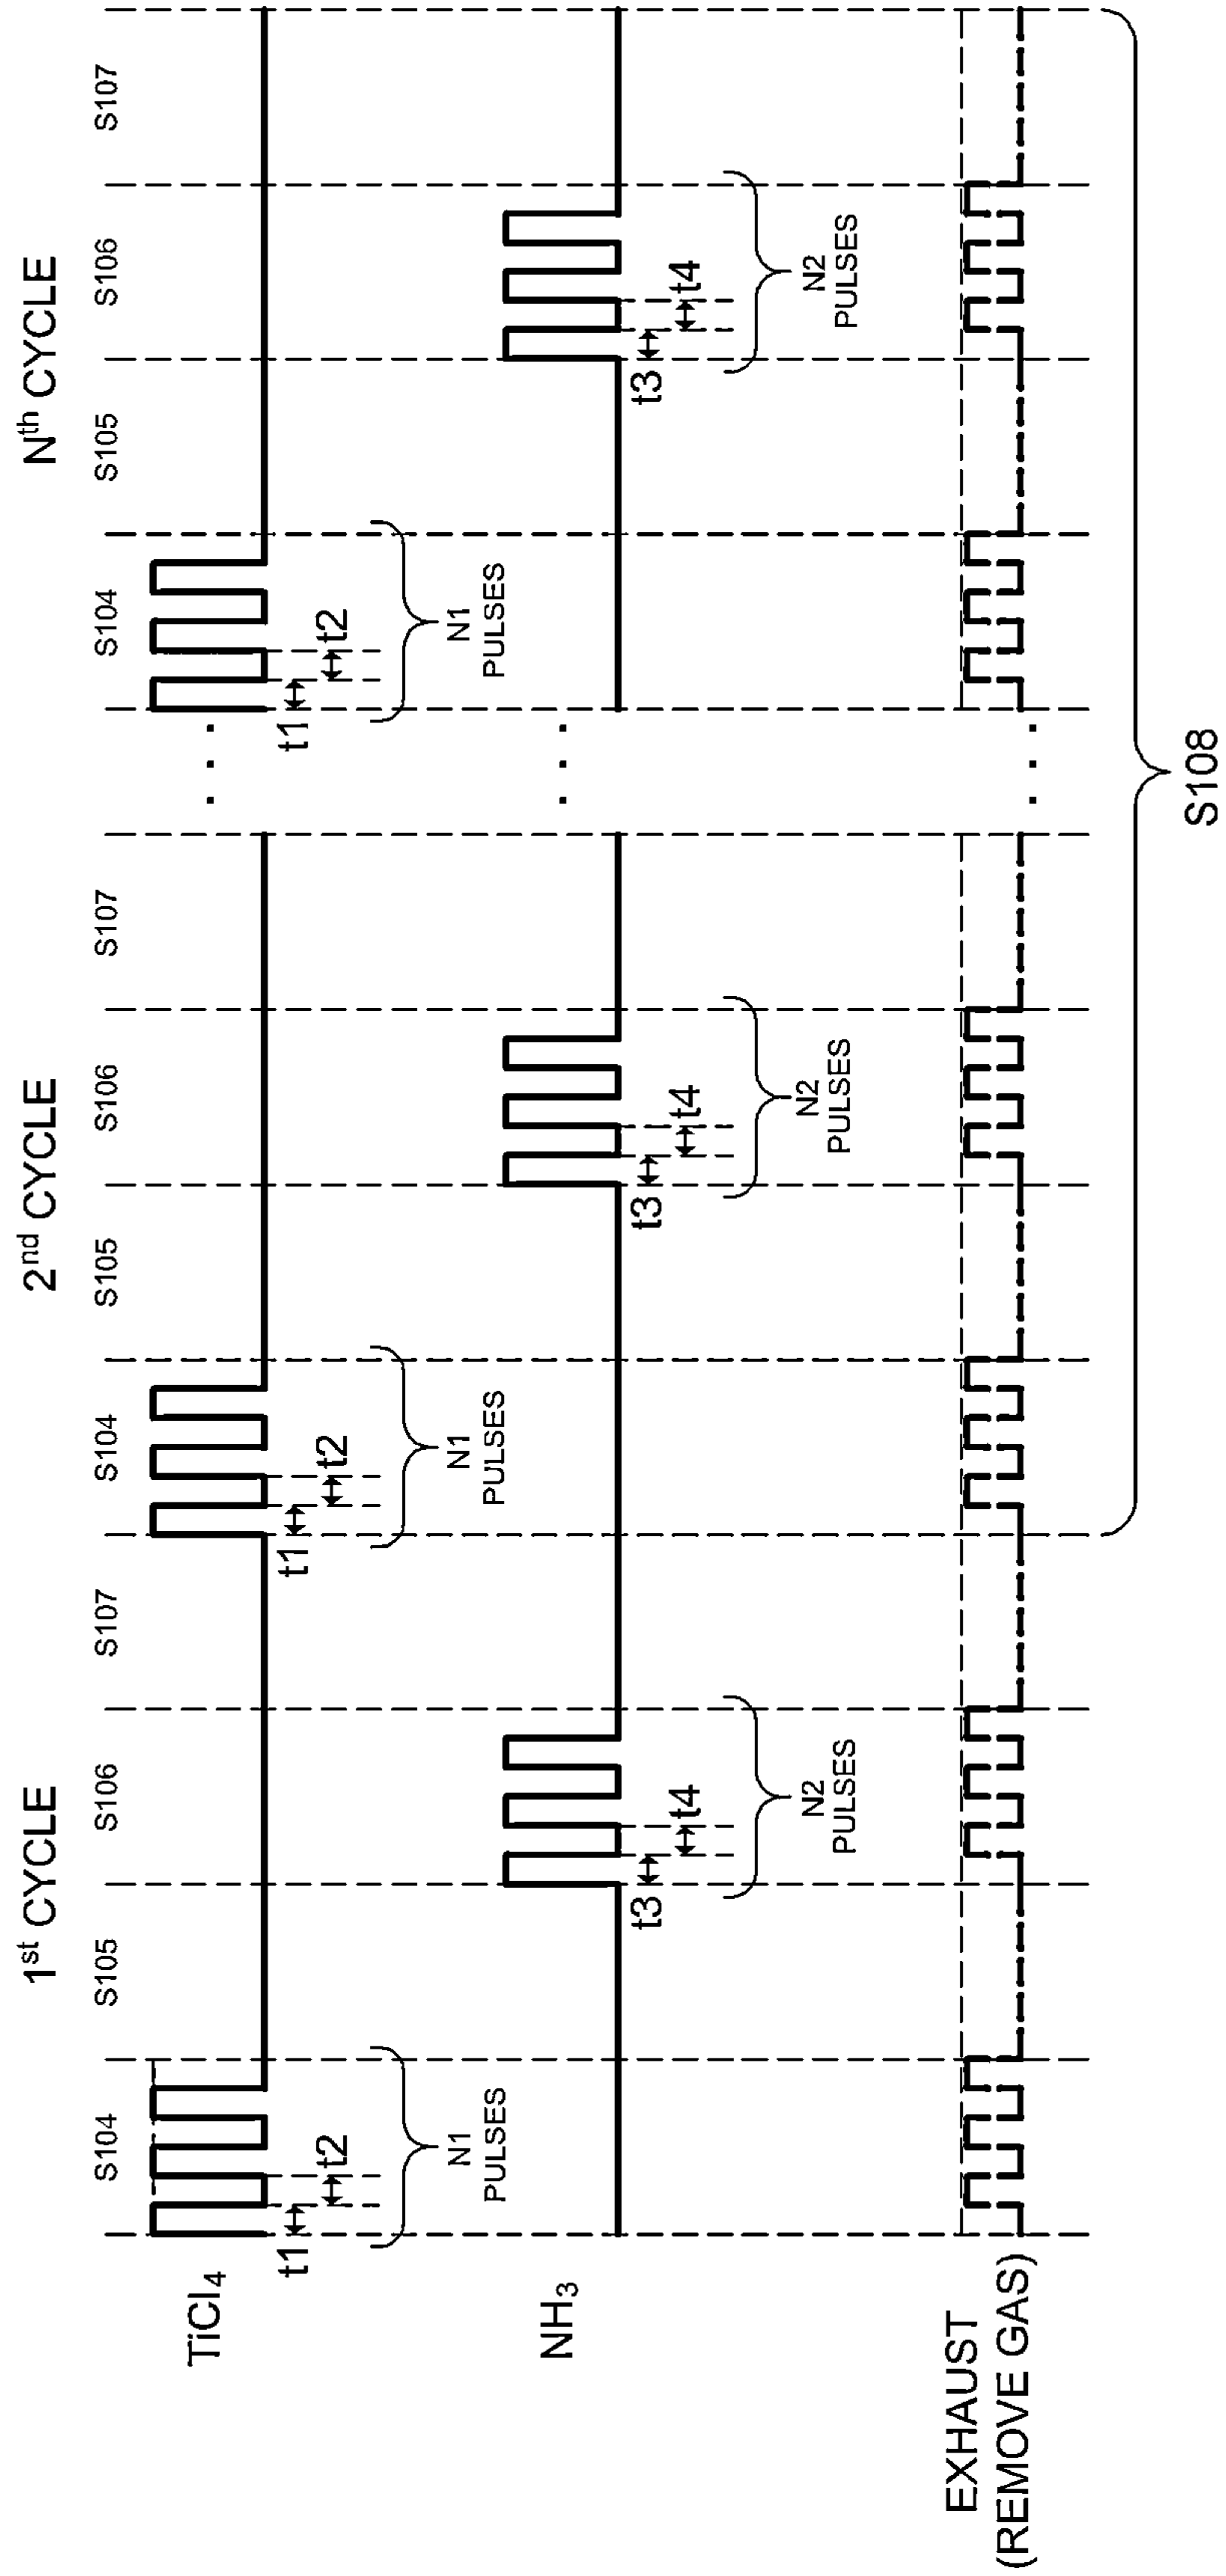 1st CYCLE
2nd CYCLE
Nth CYCLE
S104
S105
S106
S107
S104
S105
S106
S107
S104
S105
S106
S107
TiCl4
t1
t2
N1
PULSES
t1
t2
N1
PULSES
t1
t2
N1
PULSES
NH3
t3
t4
N2
PULSES
t3
t4
N2
PULSES
t3
t4
N2
PULSES
EXHAUST
(REMOVE GAS)
S108